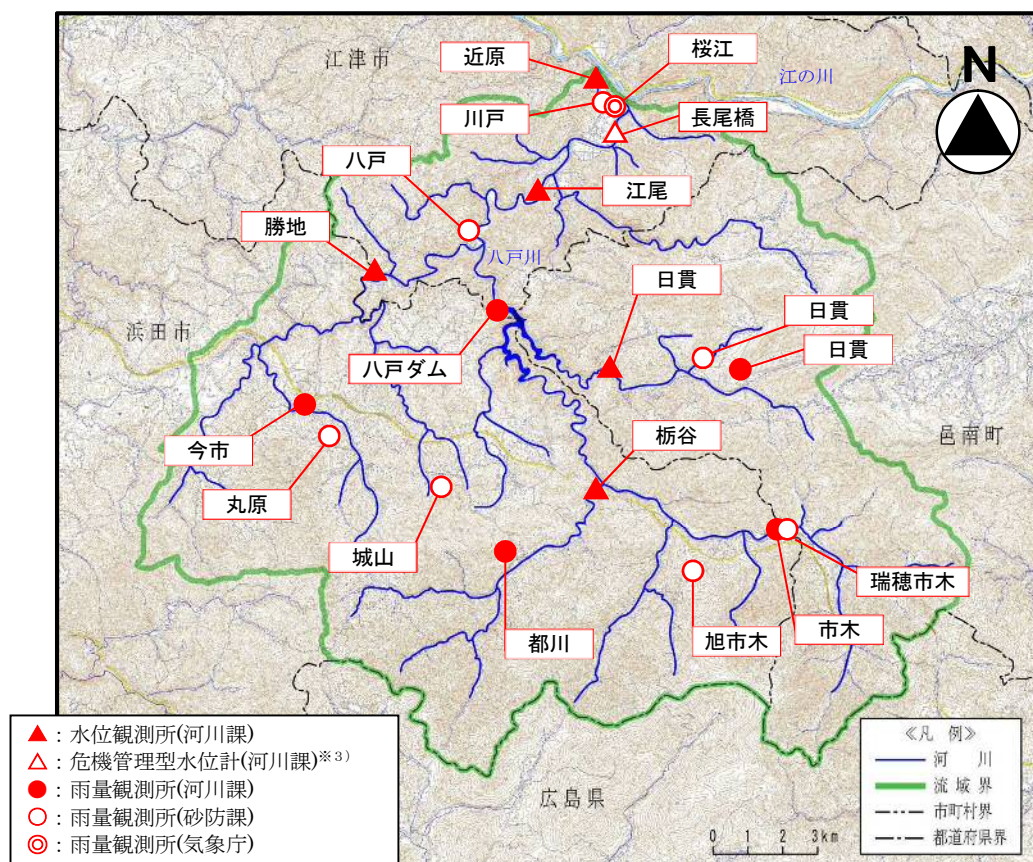 近原
桜江
江津市
江の川
N
川戸
長尾橋
八戸
江尾
勝地
八戸川
日貫
日貫
浜田市
八戸ダム
日貫
邑南町
今市
栃谷
丸原
城山
瑞穂市木
都川
旭市木
市木
広島県
▲：水位観測所(河川課)
△：危機管理型水位計(河川課)※3)
●：雨量観測所(河川課)
○：雨量観測所(砂防課)
◎：雨量観測所(気象庁)
0 1 2 3km
≪凡 例≫
河 川
流域界
市町村界
都道府県界